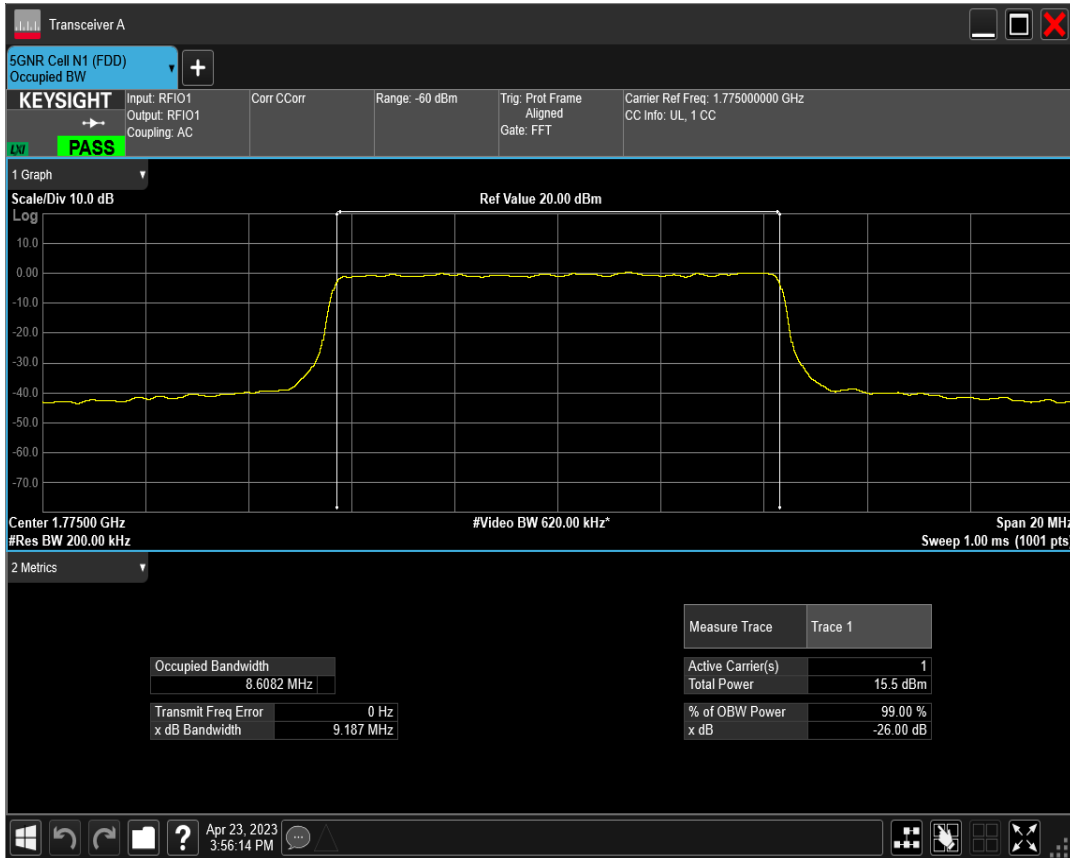 Transceiver A
5GNR Cell N1 (FDD)
Occupied BW
+
KEYSIGHT
LXI
PASS
Input: RFIO1
Output: RFIO1
Coupling: AC
Corr CCorr
Range: -60 dBm
Trig: Prot Frame
Aligned
Gate: FFT
Carrier Ref Freq: 1.775000000 GHz
CC Info: UL, 1 CC
1 Graph
Scale/Div 10.0 dB
Ref Value 20.00 dBm
Log
10.0
0.00
-10.0
-20.0
-30.0
-40.0
-50.0
-60.0
-70.0
Center 1.77500 GHz
#Video BW 620.00 kHz*
Span 20 MHz
#Res BW 200.00 kHz
Sweep 1.00 ms (1001 pts)
2 Metrics
Measure Trace Trace 1
Occupied Bandwidth
8.6082 MHz
Active Carrier(s) 1
Total Power 15.5 dBm
Transmit Freq Error 0 Hz
x dB Bandwidth 9.187 MHz
% of OBW Power 99.00 %
x dB -26.00 dB
?
Apr 23, 2023
3:56:14 PM